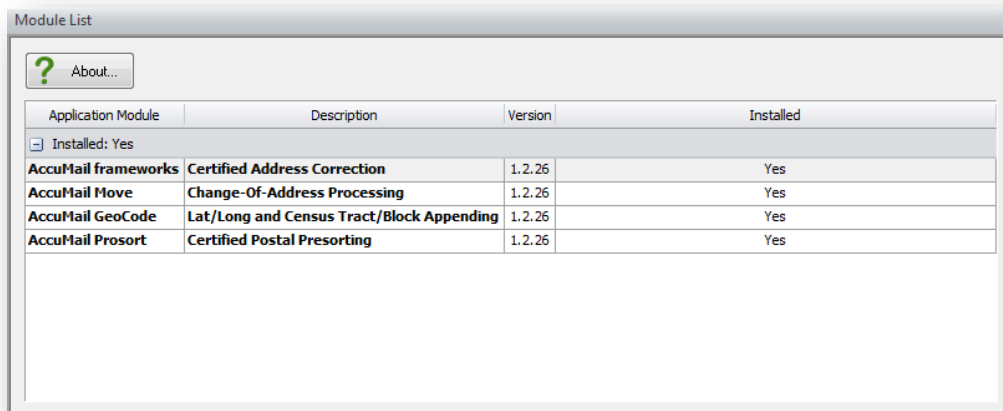 Module List
About...
Application Module Description Version Installed
Installed: Yes
AccuMail frameworks Certified Address Correction 1.2.26 Yes
AccuMail Move Change-Of-Address Processing 1.2.26 Yes
AccuMail GeoCode Lat/Long and Census Tract/Block Appending 1.2.26 Yes
AccuMail Prosort Certified Postal Presorting 1.2.26 Yes